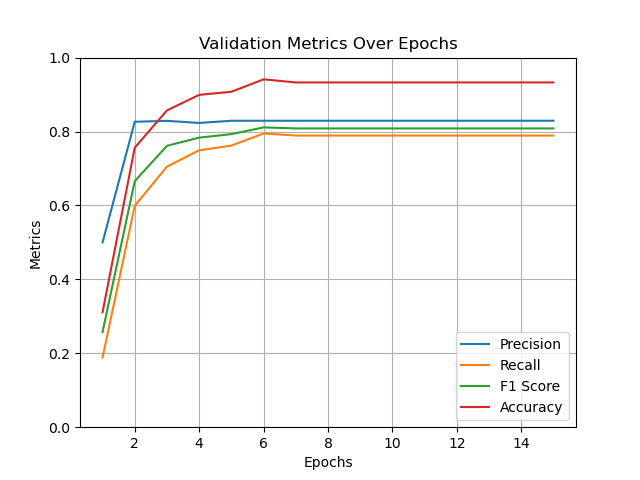 Validation Metrics Over Epochs
1.0
0.8
0.6
0.4
0.2
0.0
Metrics
2 4 6 8 10 12 14
Epochs
Precision
Recall
F1 Score
Accuracy